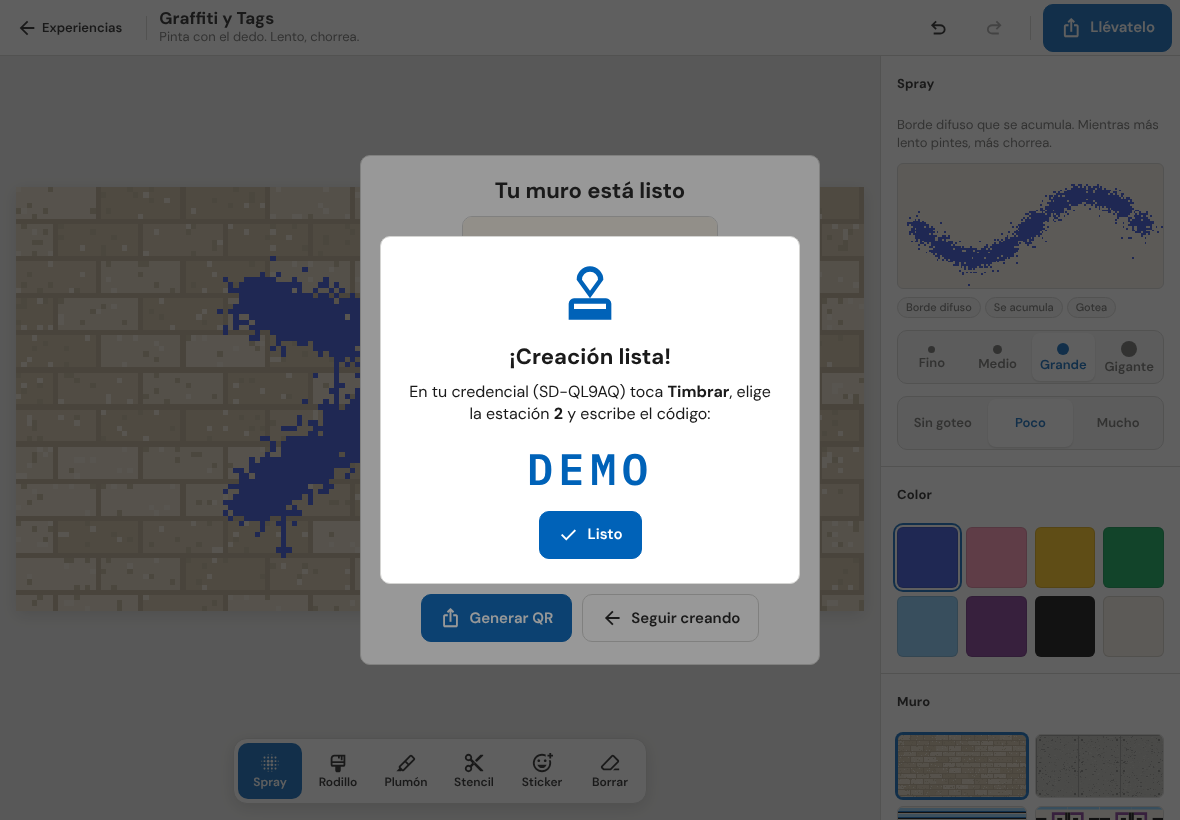 Experiencias
Graffiti y Tags
Pinta con el dedo. Lento, chorrea.
Llévatelo
Spray
Borde difuso que se acumula. Mientras más
lento pintes, más chorrea.
Borde difuso
Se acumula
Gotea
Fino
Medio
Grande
Gigante
Sin goteo
Poco
Mucho
Color
Muro
Tu muro está listo
¡Creación lista!
En tu credencial (SD-QL9AQ) toca Timbrar, elige
la estación 2 y escribe el código:
DEMO
Listo
Generar QR
Seguir creando
Spray
Rodillo
Plumón
Stencil
Sticker
Borrar